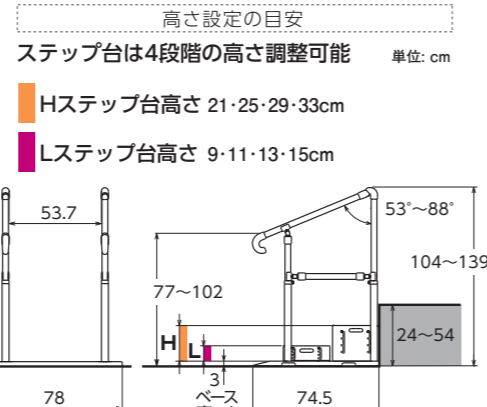 高さ設定の目安
ステップ台は4段階の高さ調整可能 単位: cm
Hステップ台高さ 21･25･29･33cm
Lステップ台高さ 9･11･13･15cm
53.7
53°～88°
104～139
77～102
H
L
24～54
3
ベース
78
74.5